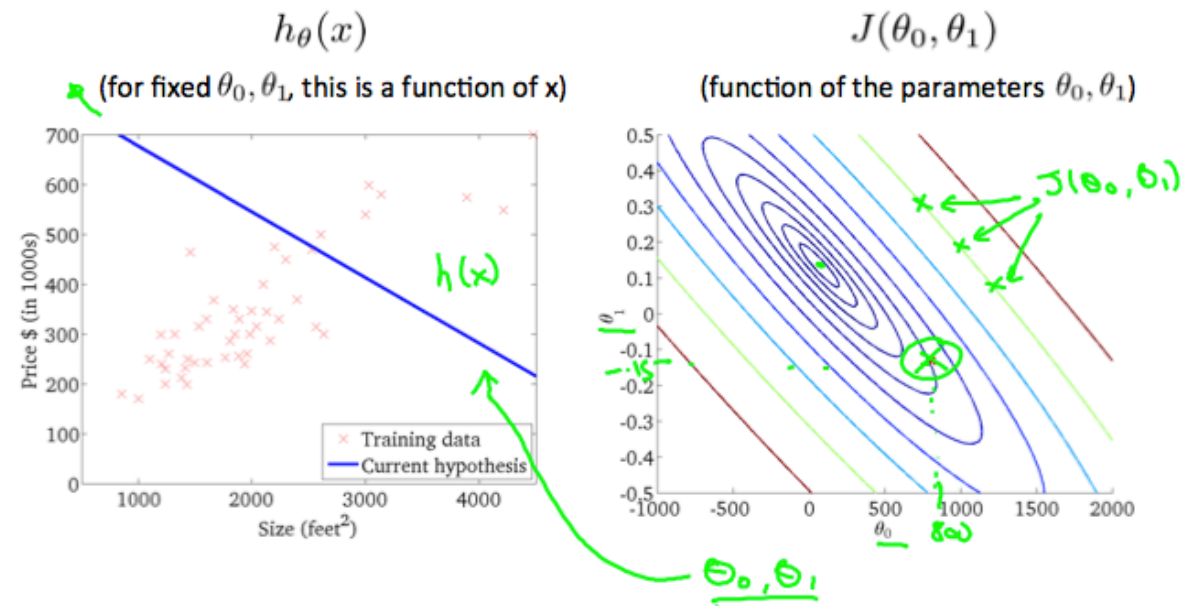 hθ(x)
(for fixed θ₀, θ₁, this is a function of x)
700
600
500
400
300
200
100
0
Price $ (in 1000s)
1000
2000
3000
4000
Size (feet²)
× Training data
Current hypothesis
h(x)
J(θ₀, θ₁)
(function of the parameters θ₀, θ₁)
0.5
0.4
0.3
0.2
0.1
0
-0.1
-0.2
-0.3
-0.4
-0.5
θ₁
-1000
-500
0
500
1000
1500
2000
θ₀
J(θ₀, θ₁)
-.15
800
θ₀, θ₁